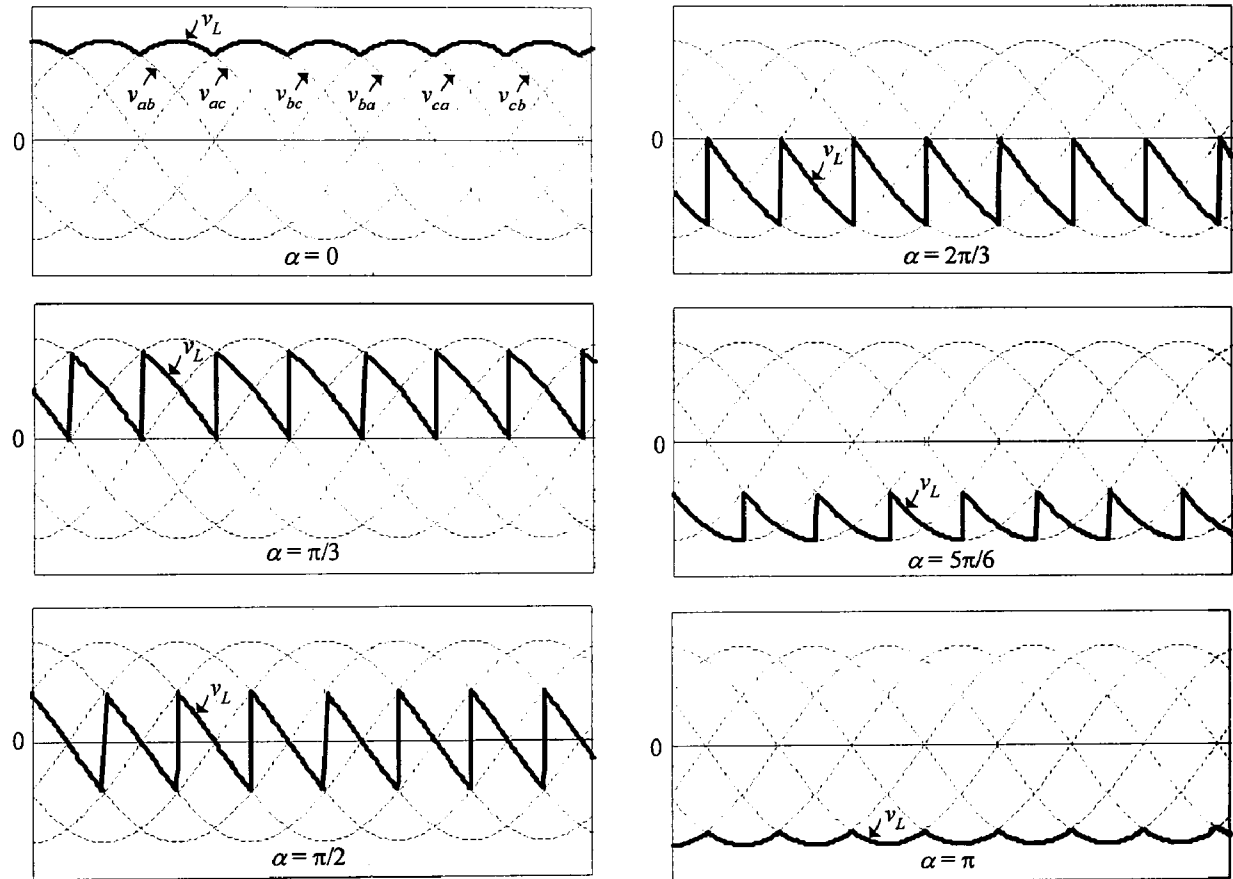 v_L
v_ab v_ac v_bc v_ba v_ca v_cb
0
α = 0
0
v_L
α = 2π/3
v_L
0
α = π/3
0
v_L
α = 5π/6
v_L
0
α = π/2
0
v_L
α = π